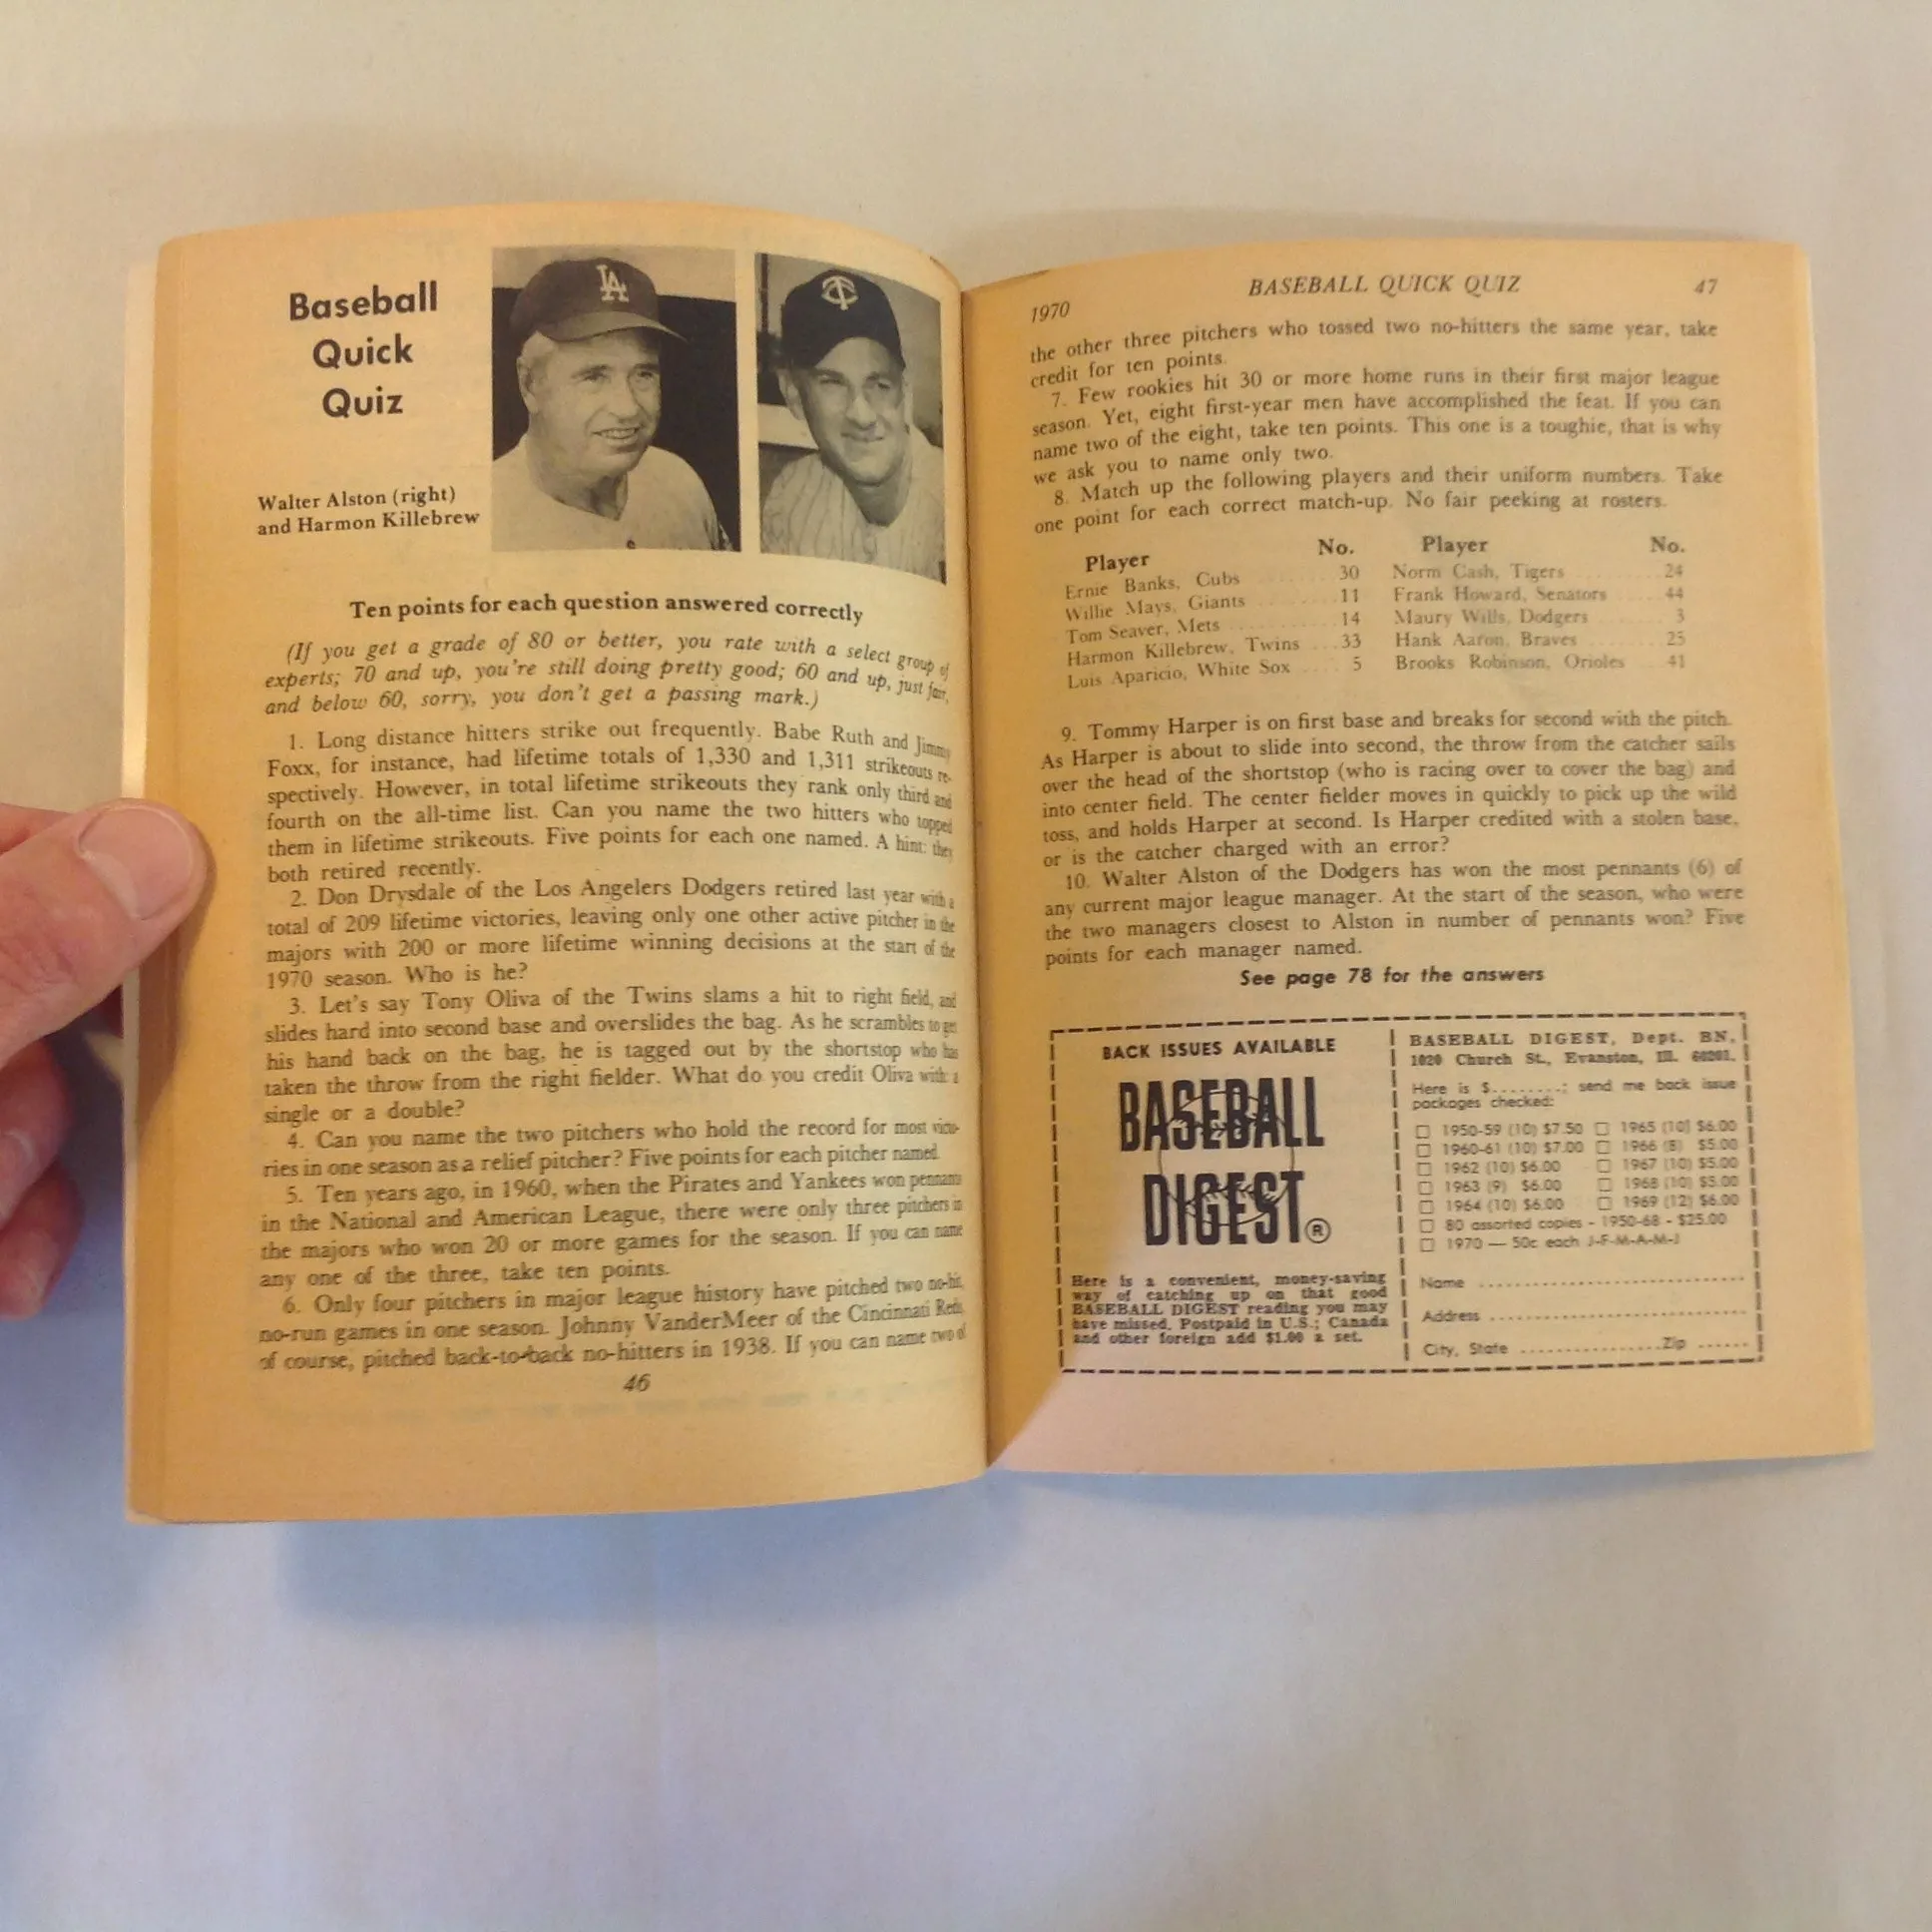 Baseball
Quick
Quiz
Walter Alston (right)
and Harmon Killebrew
LA
TC
Ten points for each question answered correctly
(If you get a grade of 80 or better, you rate with a select group of
experts; 70 and up, you're still doing pretty good; 60 and up, just fair,
and below 60, sorry, you don't get a passing mark.)
1. Long distance hitters strike out frequently. Babe Ruth and Jimmy
Foxx, for instance, had lifetime totals of 1,330 and 1,311 strikeouts re-
spectively. However, in total lifetime strikeouts they rank only third and
fourth on the all-time list. Can you name the two hitters who topped
them in lifetime strikeouts. Five points for each one named. A hint: they
both retired recently.
2. Don Drysdale of the Los Angelers Dodgers retired last year with a
total of 209 lifetime victories, leaving only one other active pitcher in the
majors with 200 or more lifetime winning decisions at the start of the
1970 season. Who is he?
3. Let's say Tony Oliva of the Twins slams a hit to right field, and
slides hard into second base and overslides the bag. As he scrambles to get
his hand back on the bag, he is tagged out by the shortstop who has
taken the throw from the right fielder. What do you credit Oliva with: a
single or a double?
4. Can you name the two pitchers who hold the record for most victo-
ries in one season as a relief pitcher? Five points for each pitcher named.
5. Ten years ago, in 1960, when the Pirates and Yankees won pennants
in the National and American League, there were only three pitchers in
the majors who won 20 or more games for the season. If you can name
any one of the three, take ten points.
6. Only four pitchers in major league history have pitched two no-hit,
no-run games in one season. Johnny VanderMeer of the Cincinnati Reds,
of course, pitched back-to-back no-hitters in 1938. If you can name two of
46
1970
BASEBALL QUICK QUIZ
47
the other three pitchers who tossed two no-hitters the same year, take
credit for ten points.
7. Few rookies hit 30 or more home runs in their first major league
season. Yet, eight first-year men have accomplished the feat. If you can
name two of the eight, take ten points. This one is a toughie, that is why
we ask you to name only two.
8. Match up the following players and their uniform numbers. Take
one point for each correct match-up. No fair peeking at rosters.
Player No. Player No.
Ernie Banks, Cubs 30 Norm Cash, Tigers 24
Willie Mays, Giants 11 Frank Howard, Senators 44
Tom Seaver, Mets 14 Maury Wills, Dodgers 3
Harmon Killebrew, Twins 33 Hank Aaron, Braves 25
Luis Aparicio, White Sox 5 Brooks Robinson, Orioles 41
9. Tommy Harper is on first base and breaks for second with the pitch.
As Harper is about to slide into second, the throw from the catcher sails
over the head of the shortstop (who is racing over to cover the bag) and
into center field. The center fielder moves in quickly to pick up the wild
toss, and holds Harper at second. Is Harper credited with a stolen base,
or is the catcher charged with an error?
10. Walter Alston of the Dodgers has won the most pennants (6) of
any current major league manager. At the start of the season, who were
the two managers closest to Alston in number of pennants won? Five
points for each manager named.
See page 78 for the answers
BACK ISSUES AVAILABLE
BASEBALL
DIGEST®
Here is a convenient, money-saving
way of catching up on that good
BASEBALL DIGEST reading you may
have missed. Postpaid in U.S.; Canada
and other foreign add $1.00 a set.
BASEBALL DIGEST, Dept. BN,
1020 Church St., Evanston, Ill. 60201.
Here is $........; send me back issue
packages checked:
☐ 1950-59 (10) $7.50 ☐ 1965 (10) $6.00
☐ 1960-61 (10) $7.00 ☐ 1966 (8) $5.00
☐ 1962 (10) $6.00 ☐ 1967 (10) $5.00
☐ 1963 (9) $6.00 ☐ 1968 (10) $5.00
☐ 1964 (10) $6.00 ☐ 1969 (12) $6.00
☐ 80 assorted copies - 1950-68 - $25.00
☐ 1970 — 50c each J-F-M-A-M-J
Name
Address
City, State Zip